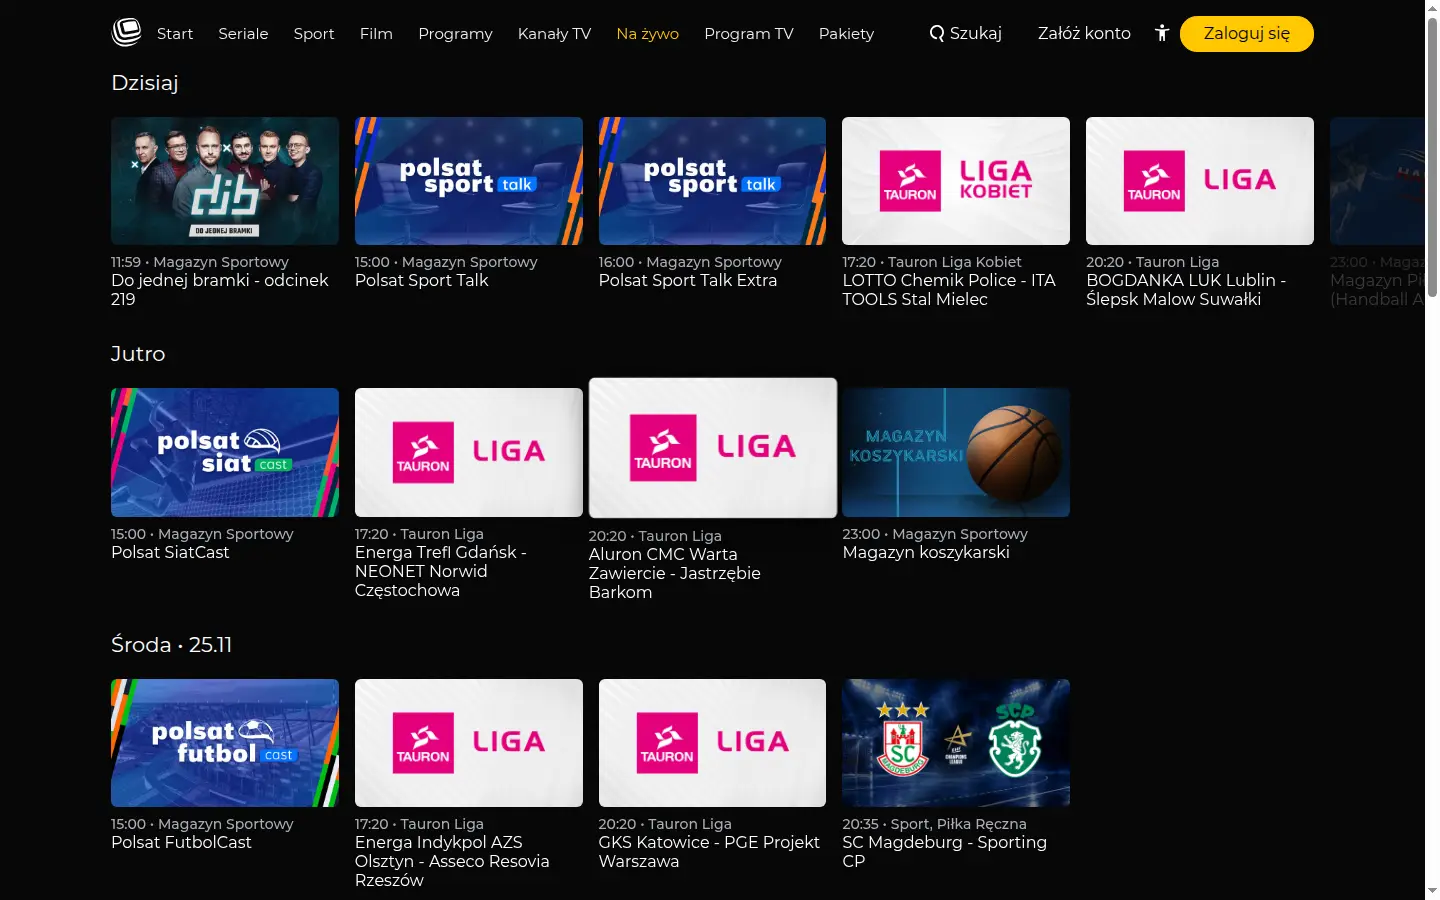 Start Seriale Sport Film Programy Kanały TV Na żywo Program TV Pakiety Szukaj Załóż konto Zaloguj się
Dzisiaj
djb
DO JEDNEJ BRAMKI
11:59 • Magazyn Sportowy
Do jednej bramki - odcinek
219
polsat
sport talk
15:00 • Magazyn Sportowy
Polsat Sport Talk
polsat
sport talk
16:00 • Magazyn Sportowy
Polsat Sport Talk Extra
TAURON
LIGA
KOBIET
17:20 • Tauron Liga Kobiet
LOTTO Chemik Police - ITA
TOOLS Stal Mielec
TAURON
LIGA
20:20 • Tauron Liga
BOGDANKA LUK Lublin -
Ślepsk Malow Suwałki
23:00 • Magaz
Magazyn Pił
(Handball A
Jutro
polsat
siat cast
15:00 • Magazyn Sportowy
Polsat SiatCast
TAURON
LIGA
17:20 • Tauron Liga
Energa Trefl Gdańsk -
NEONET Norwid
Częstochowa
TAURON
LIGA
20:20 • Tauron Liga
Aluron CMC Warta
Zawiercie - Jastrzębie
Barkom
MAGAZYN
KOSZYKARSKI
23:00 • Magazyn Sportowy
Magazyn koszykarski
Środa • 25.11
polsat
futbol cast
15:00 • Magazyn Sportowy
Polsat FutbolCast
TAURON
LIGA
17:20 • Tauron Liga
Energa Indykpol AZS
Olsztyn - Asseco Resovia
Rzeszów
TAURON
LIGA
20:20 • Tauron Liga
GKS Katowice - PGE Projekt
Warszawa
SC
MAGDEBURG
CHAMPIONS
LEAGUE
SCP
20:35 • Sport, Piłka Ręczna
SC Magdeburg - Sporting
CP